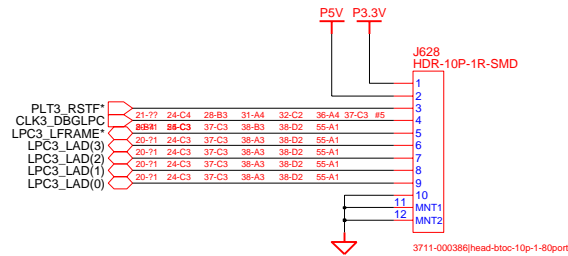 P5V P3.3V
J628
HDR-10P-1R-SMD
1
2
PLT3_RSTF* 3
21-?? 24-C4 28-B3 31-A4 32-C2 36-A4 37-C3 #5
CLK3_DBGLPC 4
37-C3 38-B3 38-D2 55-A1
LPC3_LFRAME* 5
20-?1 24-C3 37-C3 38-A3 38-D2 55-A1
LPC3_LAD(3) 6
20-?1 24-C3 37-C3 38-A3 38-D2 55-A1
LPC3_LAD(2) 7
20-?1 24-C3 37-C3 38-A3 38-D2 55-A1
LPC3_LAD(1) 8
20-?1 24-C3 37-C3 38-A3 38-D2 55-A1
LPC3_LAD(0) 9
10
11 MNT1
12 MNT2
3711-000386|head-btoc-10p-1-80port